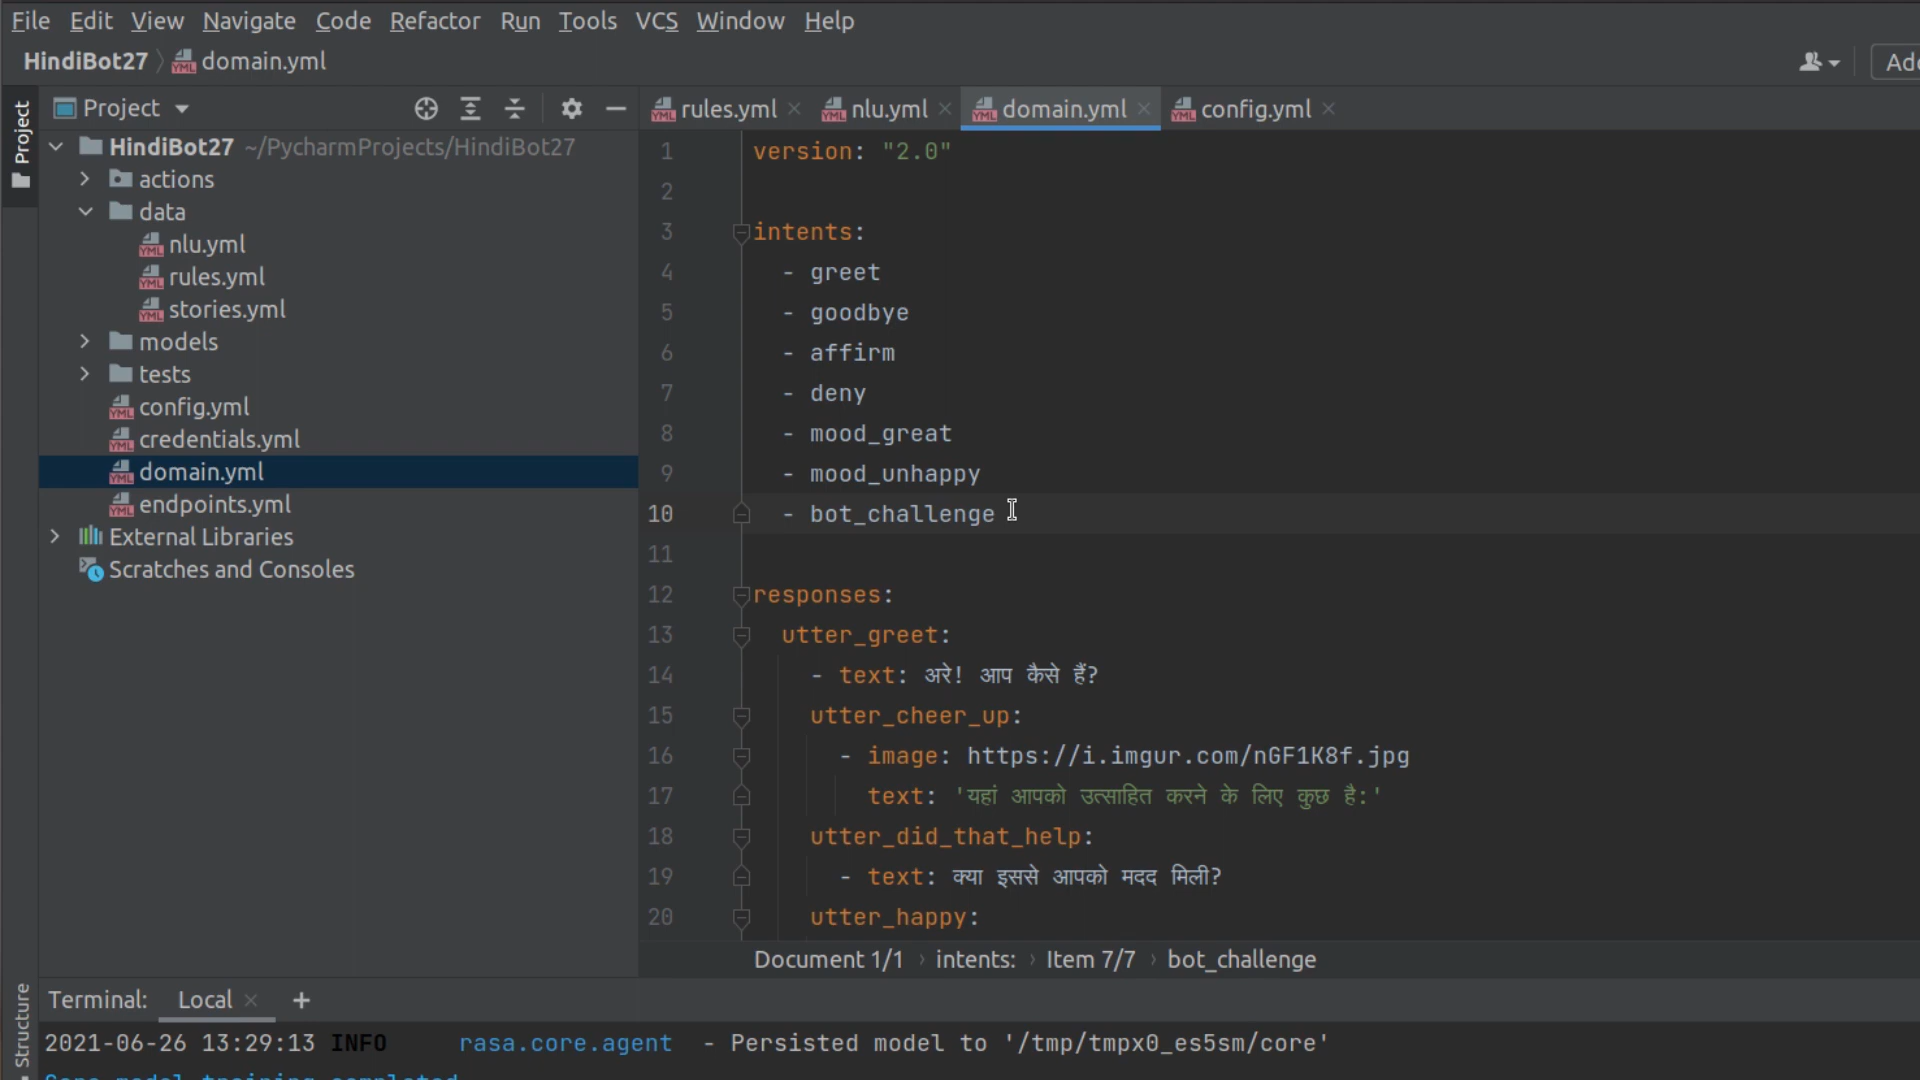 File Edit View Navigate Code Refactor Run Tools VCS Window Help
HindiBot27 domain.yml
Project
Project
rules.yml nlu.yml domain.yml config.yml
HindiBot27 ~/PycharmProjects/HindiBot27
actions
data
nlu.yml
rules.yml
stories.yml
models
tests
config.yml
credentials.yml
domain.yml
endpoints.yml
External Libraries
Scratches and Consoles
1 version: "2.0"
2
3 intents:
4 - greet
5 - goodbye
6 - affirm
7 - deny
8 - mood_great
9 - mood_unhappy
10 - bot_challenge
11
12 responses:
13 utter_greet:
14 - text: अरे! आप कैसे हैं?
15 utter_cheer_up:
16 - image: https://i.imgur.com/nGF1K8f.jpg
17 text: 'यहां आपको उत्साहित करने के लिए कुछ है:'
18 utter_did_that_help:
19 - text: क्या इससे आपको मदद मिली?
20 utter_happy:
Document 1/1 › intents: › Item 7/7 › bot_challenge
Structure
Terminal: Local
2021-06-26 13:29:13 INFO rasa.core.agent - Persisted model to '/tmp/tmpx0_es5sm/core'